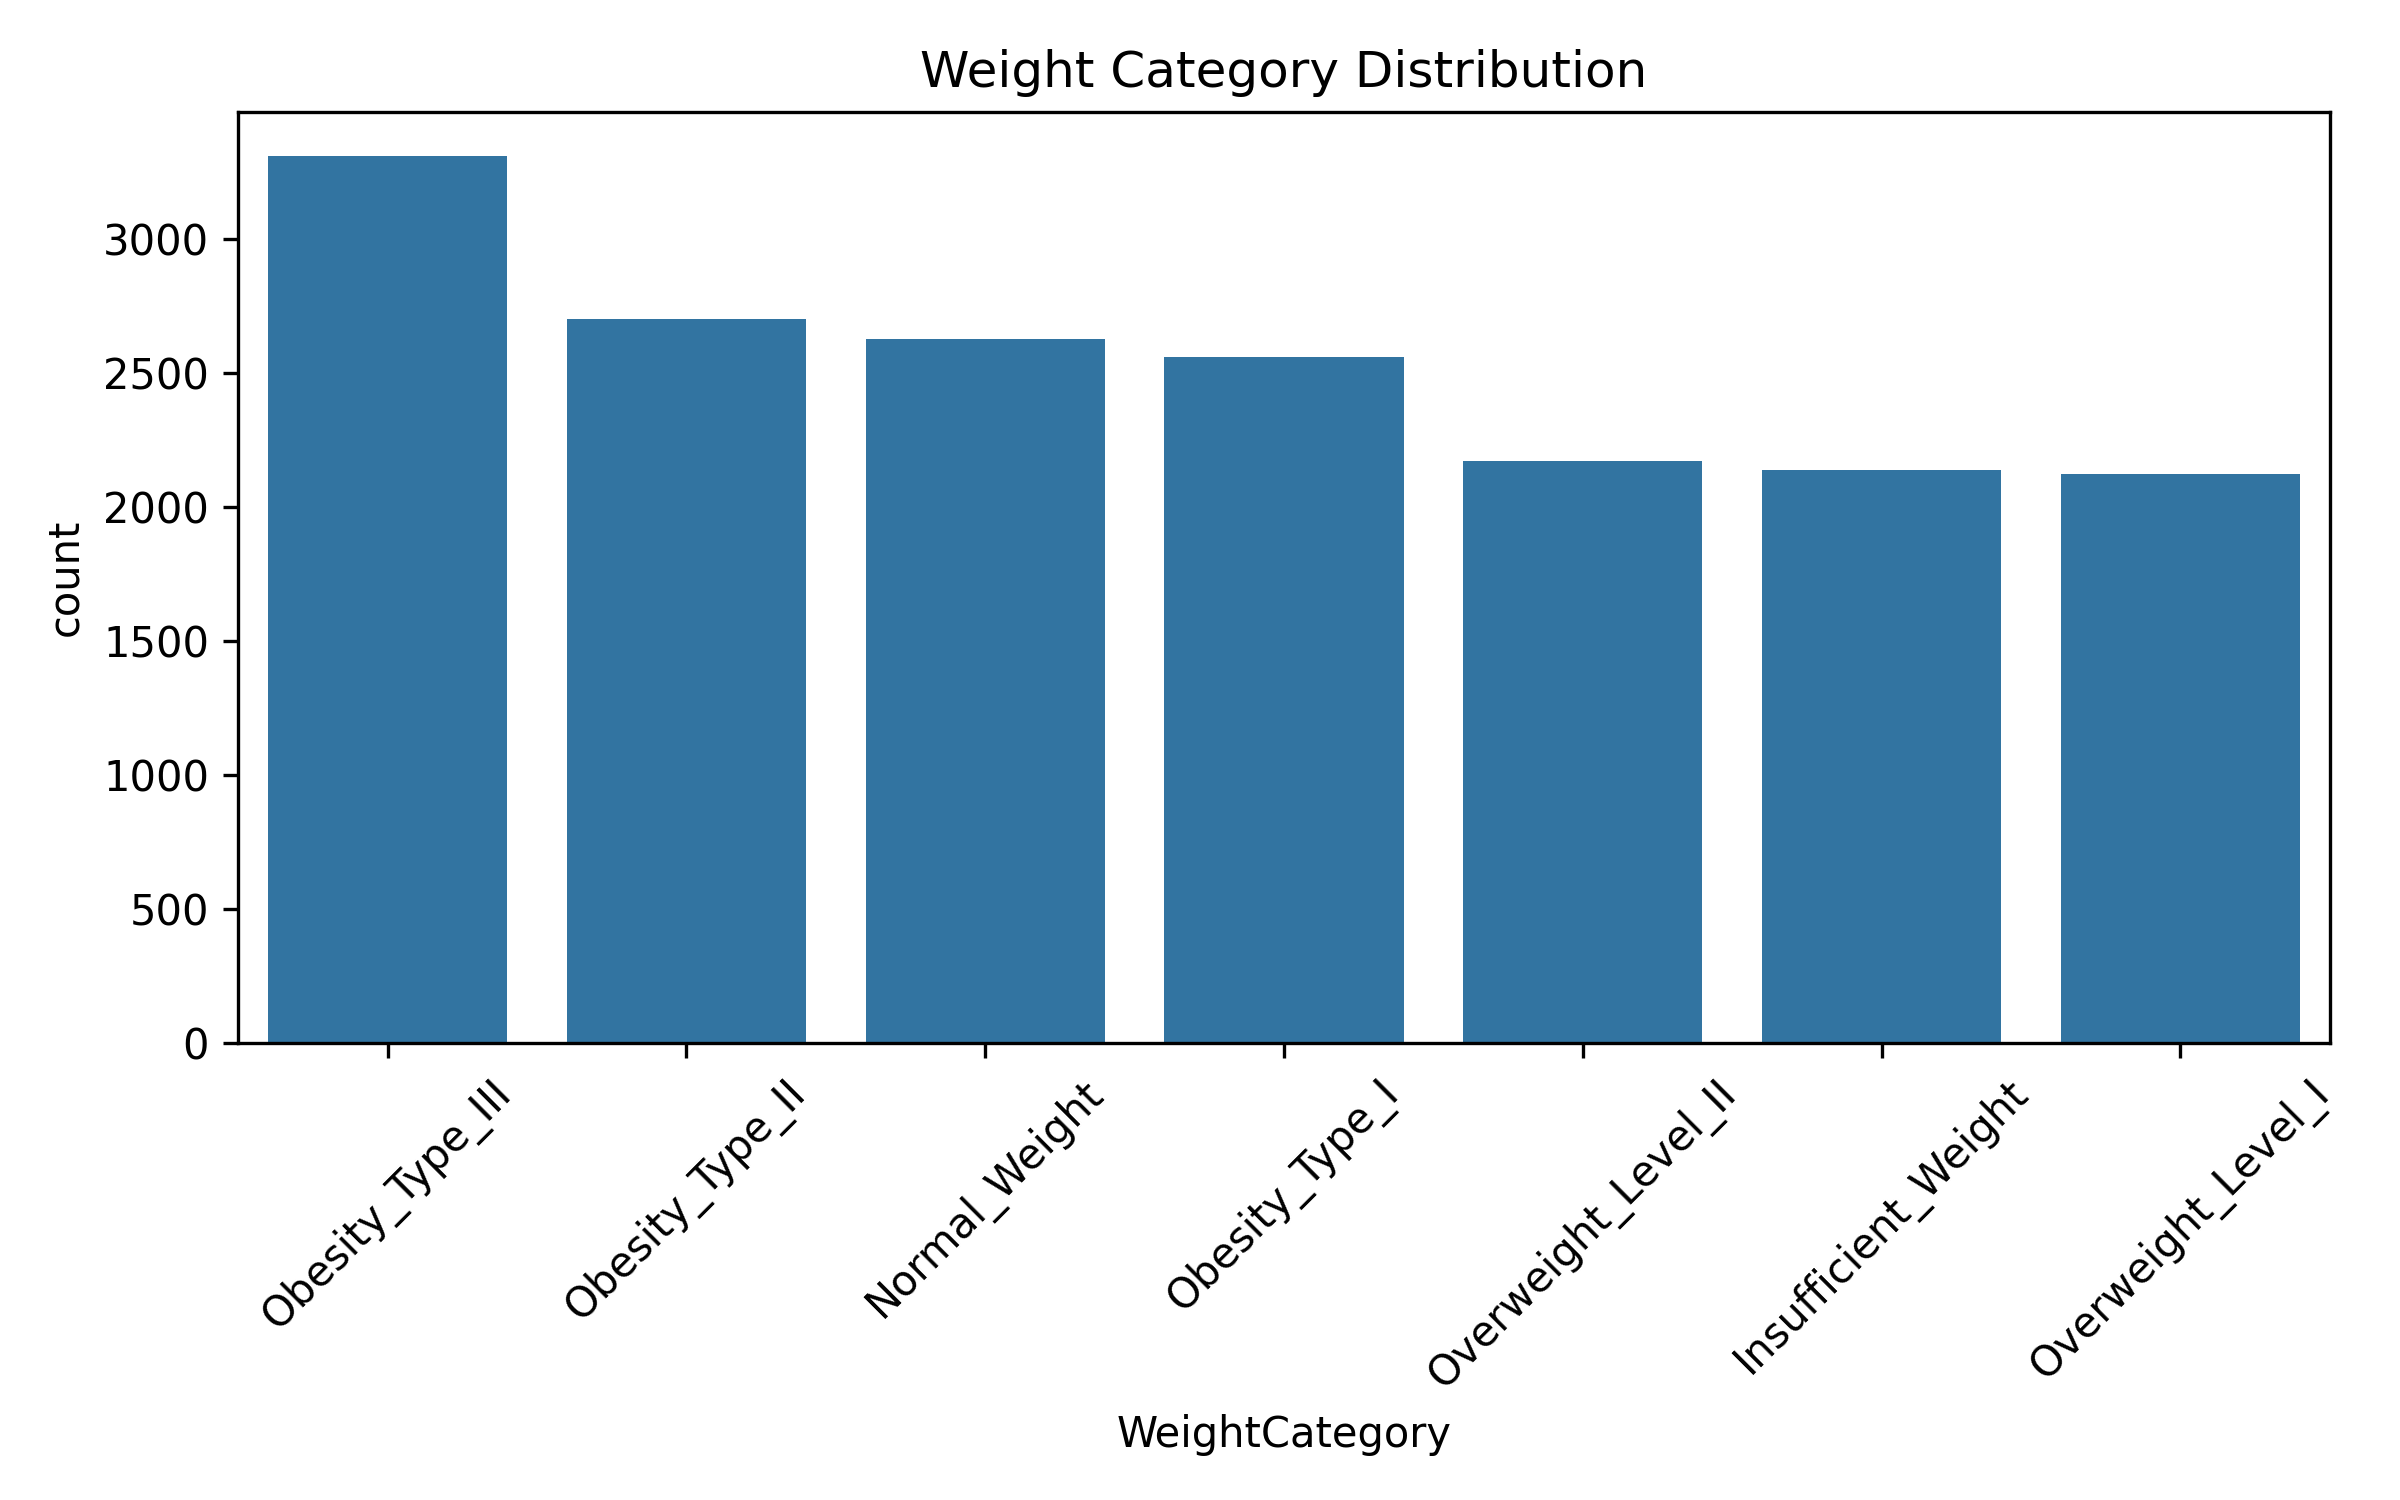 Weight Category Distribution
count
3000
2500
2000
1500
1000
500
0
Obesity_Type_III
Obesity_Type_II
Normal_Weight
Obesity_Type_I
Overweight_Level_II
Insufficient_Weight
Overweight_Level_I
WeightCategory